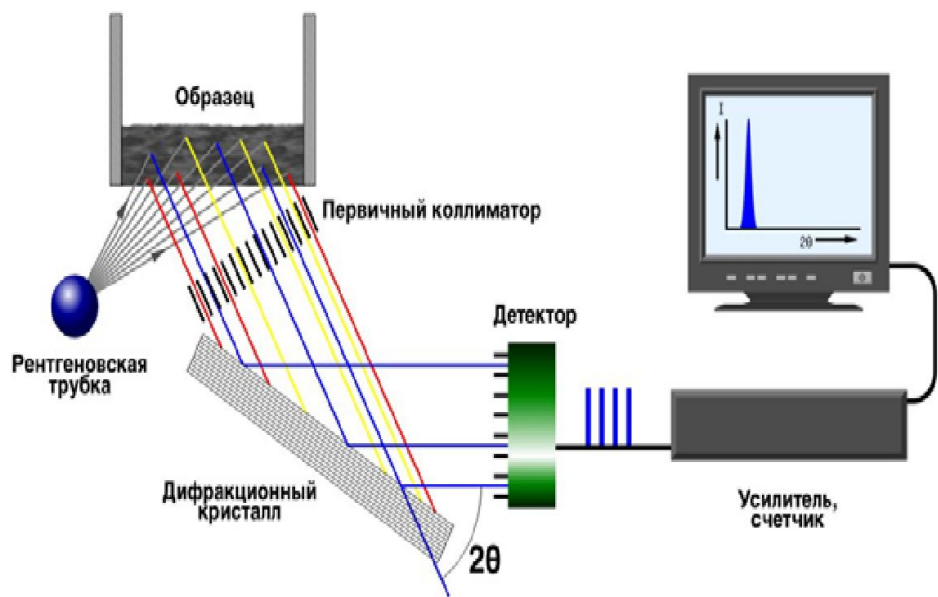 Образец
I
2θ
Первичный коллиматор
Детектор
Рентгеновская
трубка
Дифракционный
кристалл
2θ
Усилитель,
счетчик